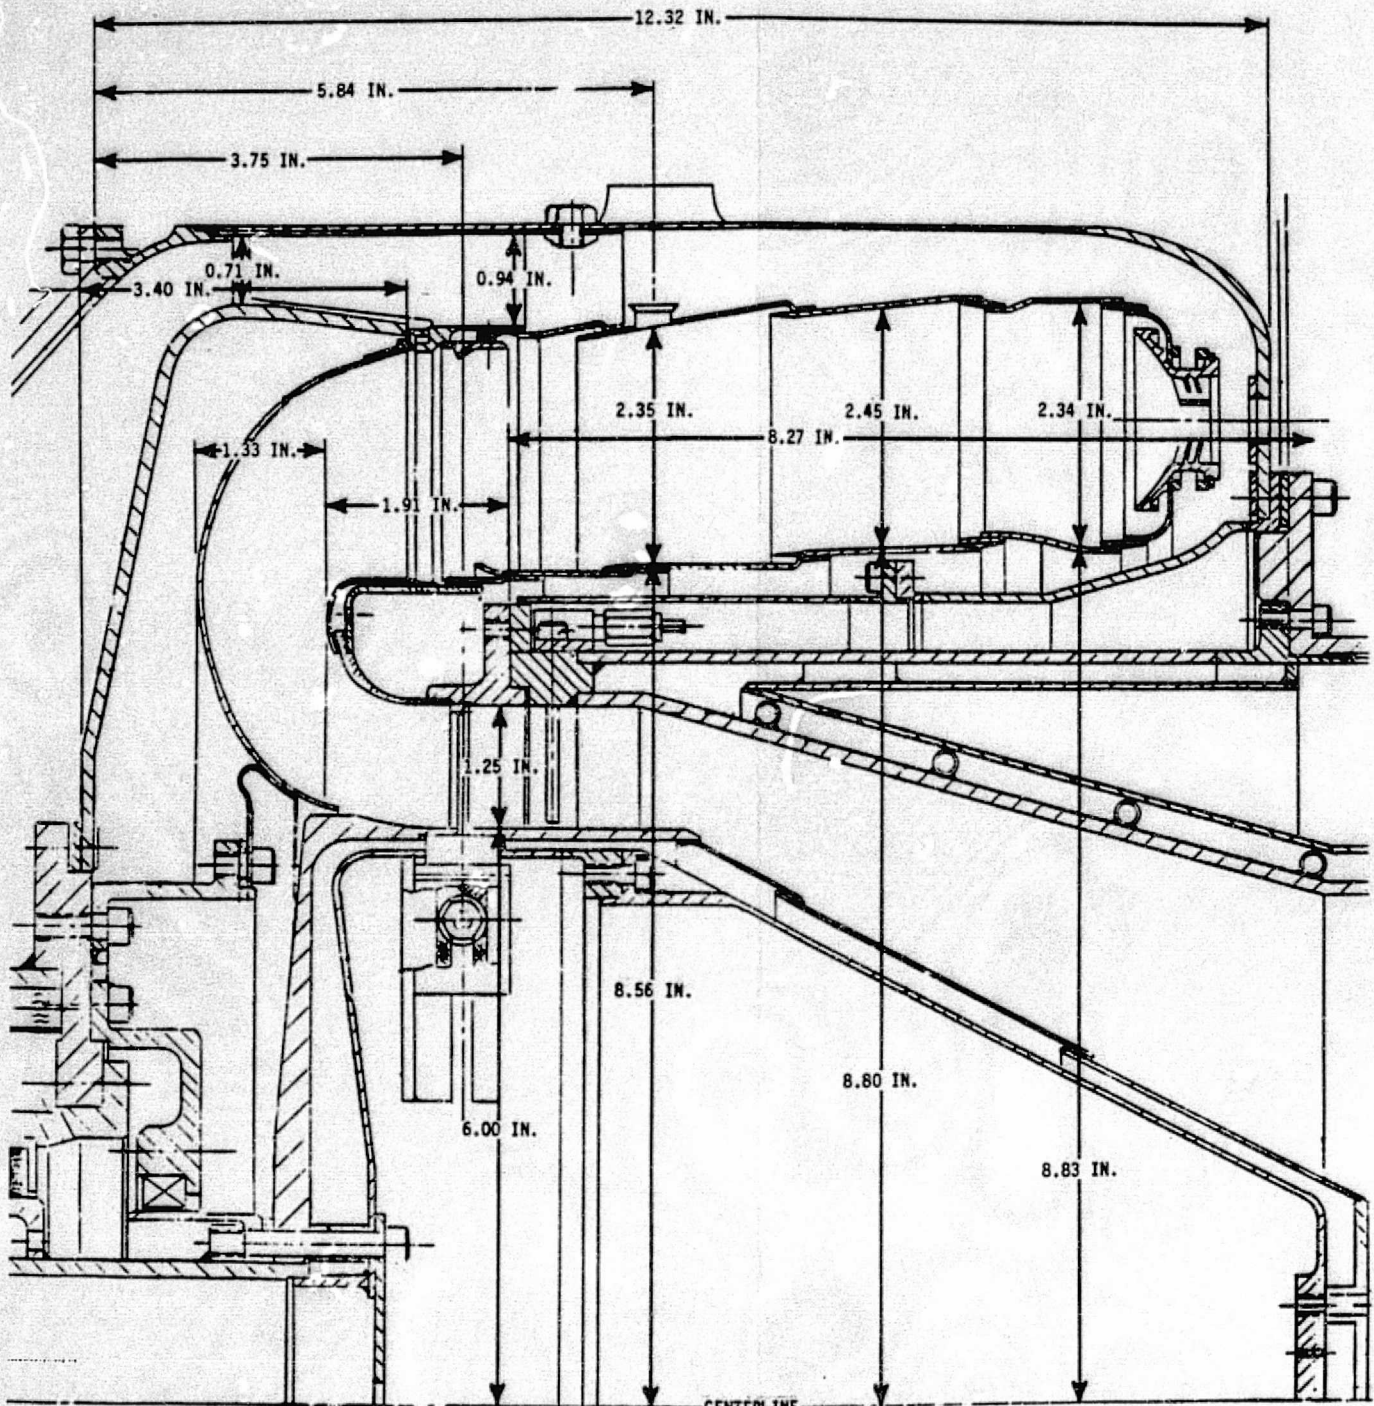 12.32 IN.
5.84 IN.
3.75 IN.
0.71 IN.
0.94 IN.
3.40 IN.
2.35 IN.
2.45 IN.
2.34 IN.
8.27 IN.
1.33 IN.
1.91 IN.
1.25 IN.
8.56 IN.
8.80 IN.
6.00 IN.
8.83 IN.
CENTERLINE